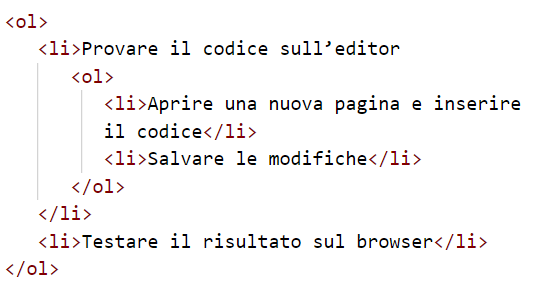 <ol>
<li>Provare il codice sull’editor
<ol>
<li>Aprire una nuova pagina e inserire
il codice</li>
<li>Salvare le modifiche</li>
</ol>
</li>
<li>Testare il risultato sul browser</li>
</ol>